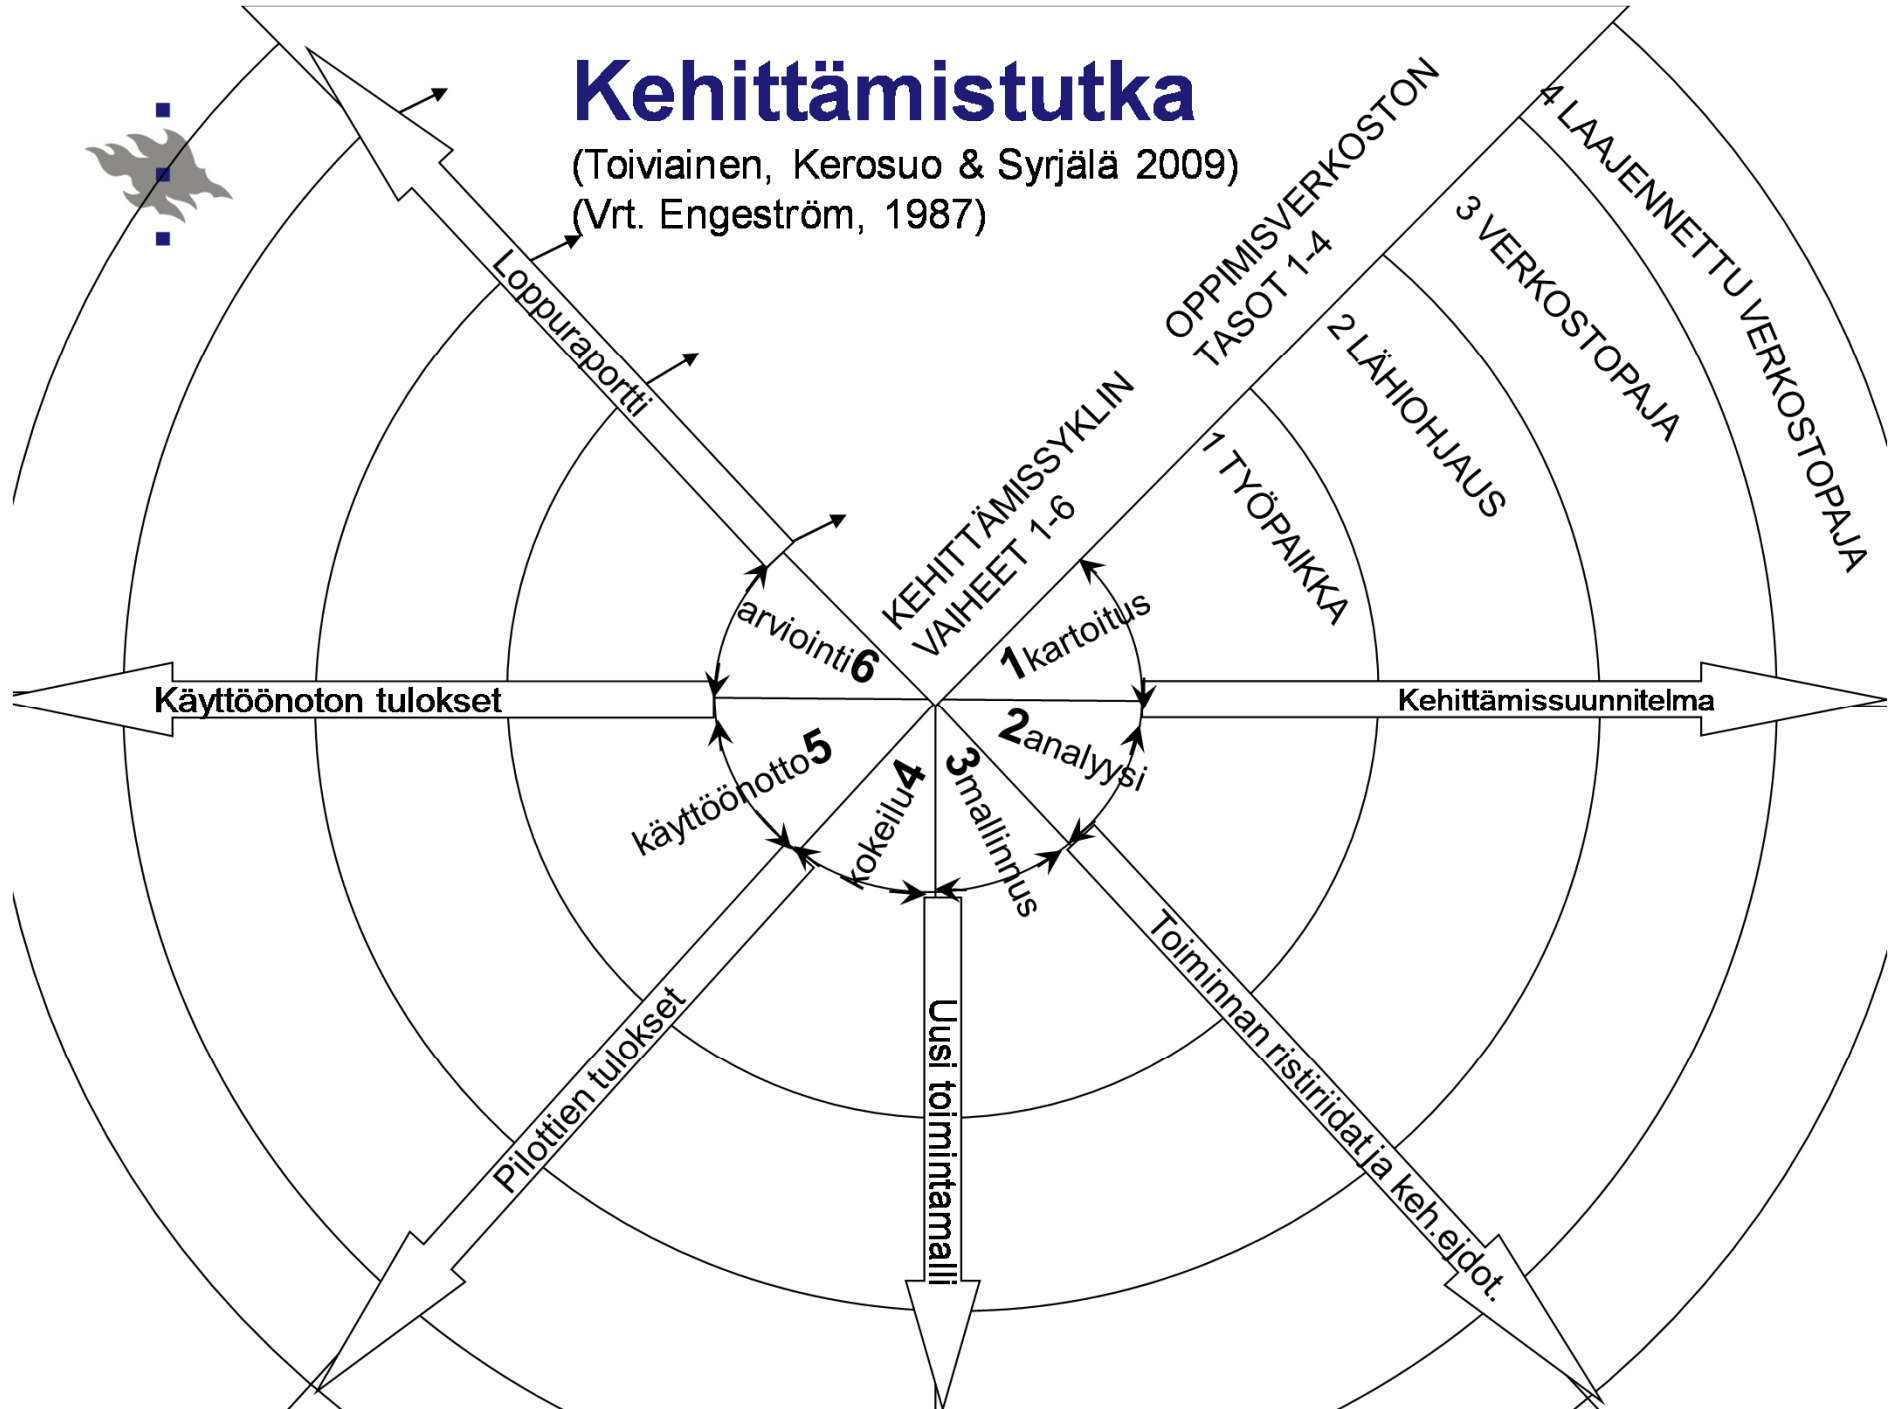 Kehittämistutka
(Toiviainen, Kerosuo & Syrjälä 2009)
(Vrt. Engeström, 1987)
OPPIMISVERKOSTON
TASOT 1-4
4 LAAJENNETTU VERKOSTOPAJA
3 VERKOSTOPAJA
2 LÄHIOHJAUS
1 TYÖPAIKKA
KEHITTÄMISSYKLIN
VAIHEET 1-6
1kartoitus
Kehittämissuunnitelma
2analyysi
Toiminnan ristiriidat ja keh.ejdot.
3mallinnus
Uusi toimintamalli
kokeilu4
Pilottien tulokset
käyttöönotto5
Käyttöönoton tulokset
arviointi6
Loppuraportti